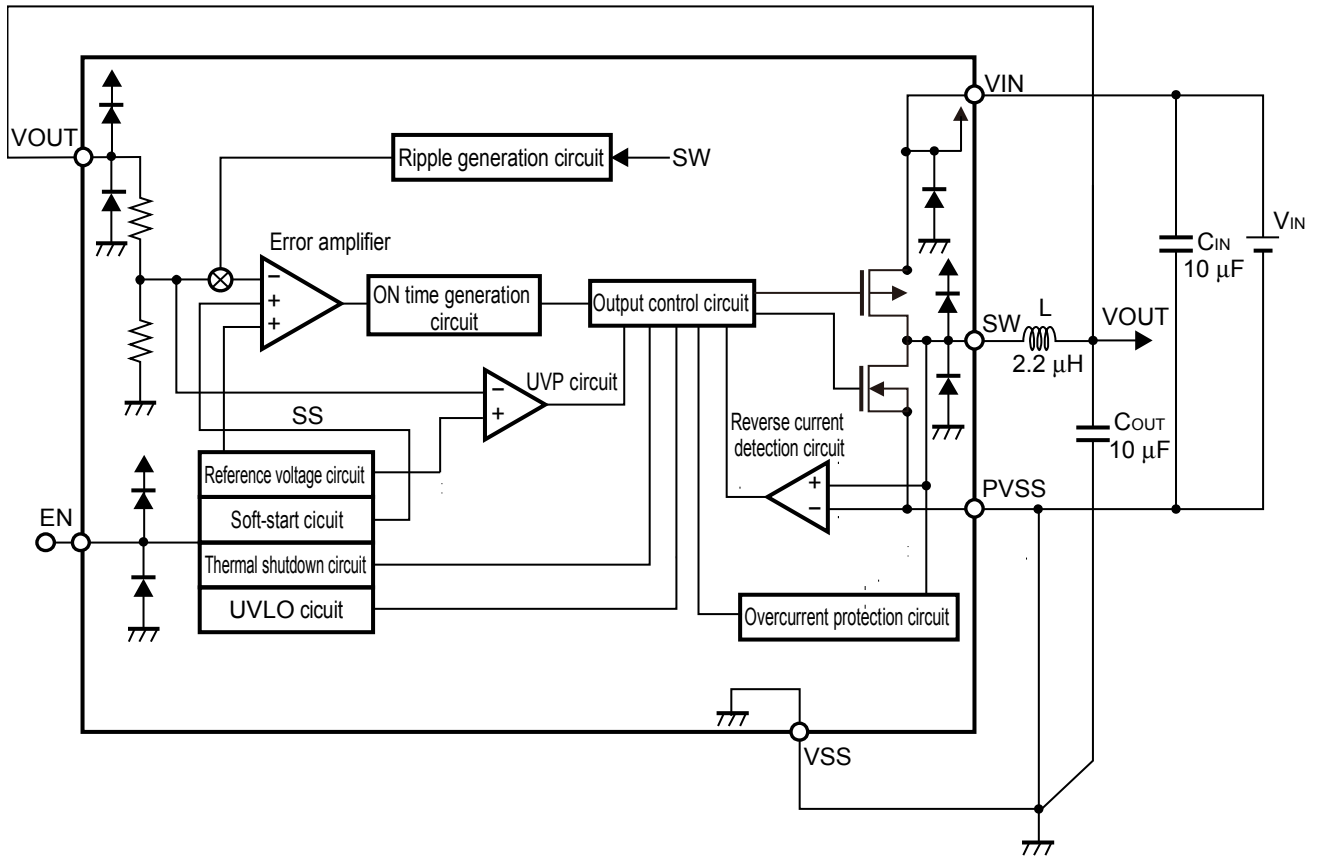 VIN
VOUT
Ripple generation circuit
SW
Error amplifier
VIN
CIN
10 μF
−
+
+
ON time generation
circuit
Output control circuit
SW
L
2.2 μH
VOUT
UVP circuit
−
+
SS
COUT
10 μF
Reverse current
detection circuit
+
−
PVSS
Reference voltage circuit
Soft-start cicuit
EN
Thermal shutdown circuit
UVLO cicuit
Overcurrent protection circuit
VSS